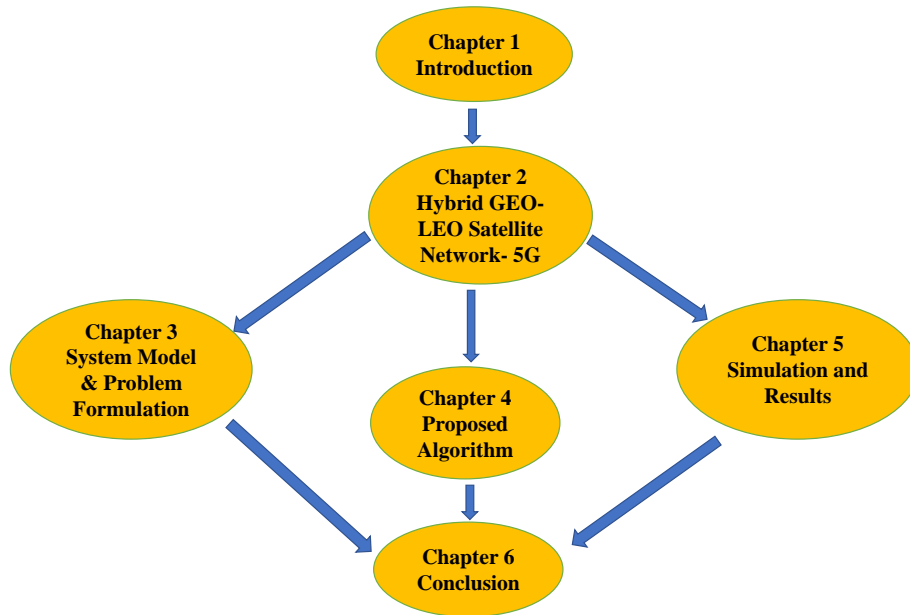 Chapter 1
Introduction
Chapter 2
Hybrid GEO-
LEO Satellite
Network- 5G
Chapter 3
System Model
& Problem
Formulation
Chapter 4
Proposed
Algorithm
Chapter 5
Simulation and
Results
Chapter 6
Conclusion